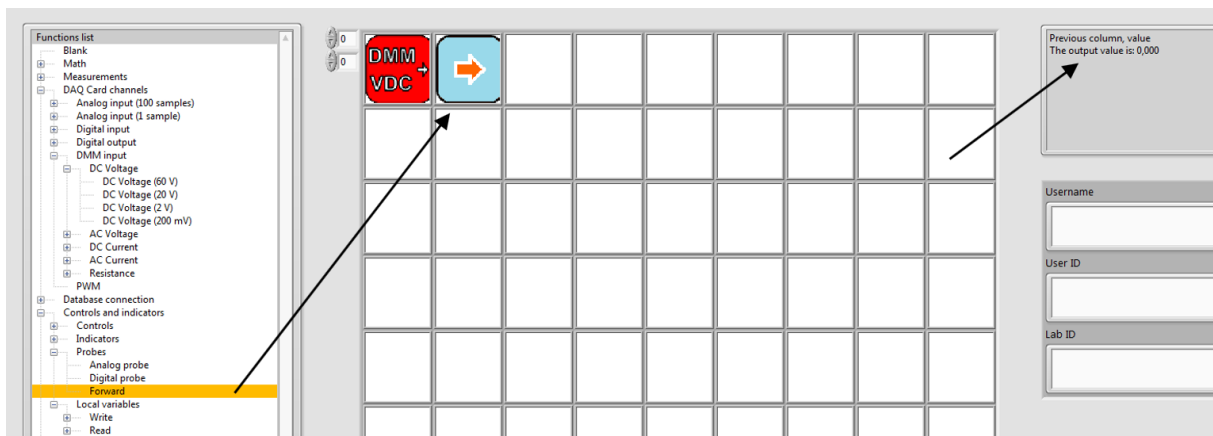 Functions list
Blank
Math
Measurements
DAQ Card channels
Analog input (100 samples)
Analog input (1 sample)
Digital input
Digital output
DMM input
DC Voltage
DC Voltage (60 V)
DC Voltage (20 V)
DC Voltage (2 V)
DC Voltage (200 mV)
AC Voltage
DC Current
AC Current
Resistance
PWM
Database connection
Controls and indicators
Controls
Indicators
Probes
Analog probe
Digital probe
Forward
Local variables
Write
Read
0
0
DMM
VDC
Previous column, value
The output value is: 0,000
Username
User ID
Lab ID